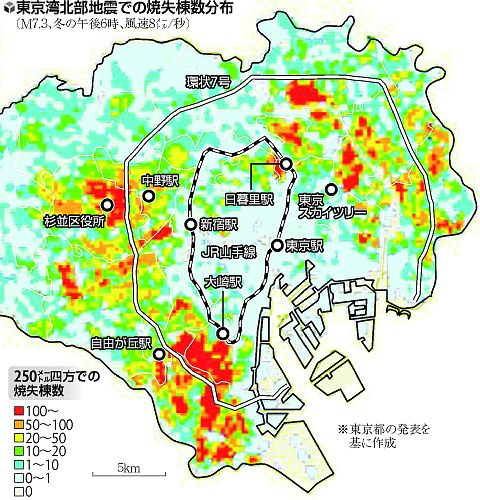 東京湾北部地震での焼失棟数分布
(M7.3、冬の午後6時、風速8㍍/秒)
環状7号
中野駅
杉並区役所
日暮里駅
東京
スカイツリー
新宿駅
JR山手線
東京駅
大崎駅
自由が丘駅
250㍍四方での
焼失棟数
100〜
50〜100
20〜50
10〜20
1〜10
0〜1
0
5km
※東京都の発表を
基に作成